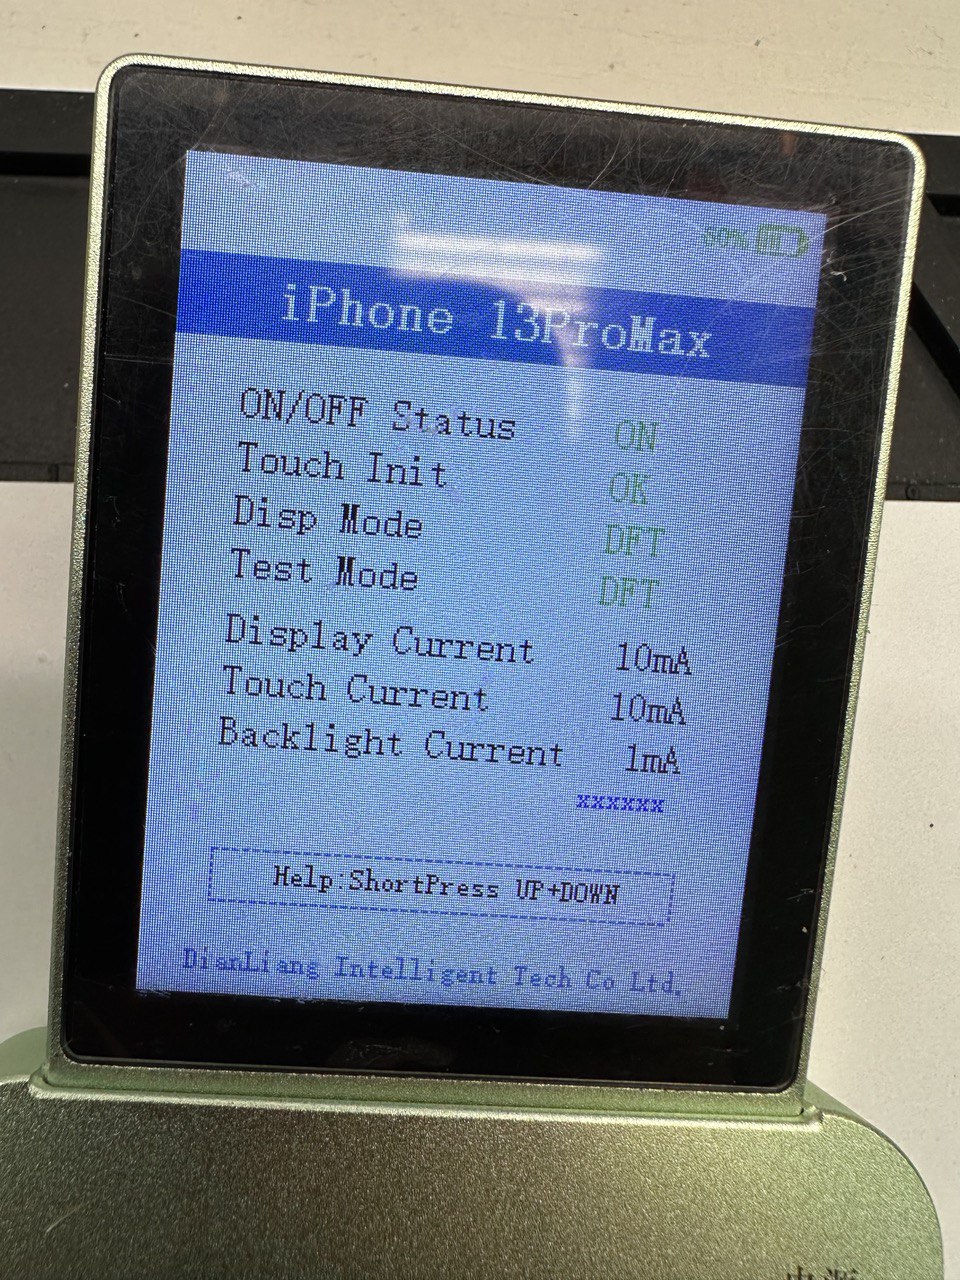 60%
iPhone 13ProMax
ON/OFF Status ON
Touch Init OK
Disp Mode DFT
Test Mode DFT
Display Current 10mA
Touch Current 10mA
Backlight Current 1mA
xxxxxx
Help:ShortPress UP+DOWN
DianLiang Intelligent Tech Co Ltd.